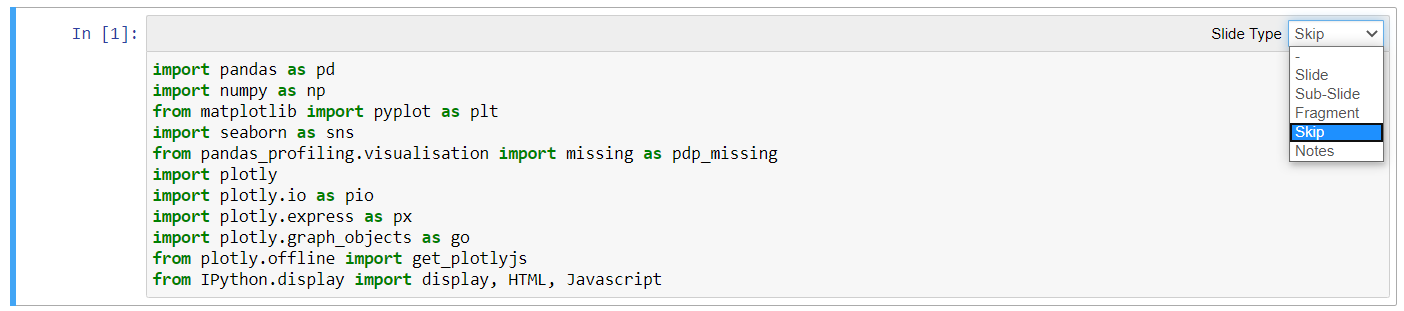 In [1]:
Slide Type Skip
-
Slide
Sub-Slide
Fragment
Skip
Notes
import pandas as pd
import numpy as np
from matplotlib import pyplot as plt
import seaborn as sns
from pandas_profiling.visualisation import missing as pdp_missing
import plotly
import plotly.io as pio
import plotly.express as px
import plotly.graph_objects as go
from plotly.offline import get_plotlyjs
from IPython.display import display, HTML, Javascript